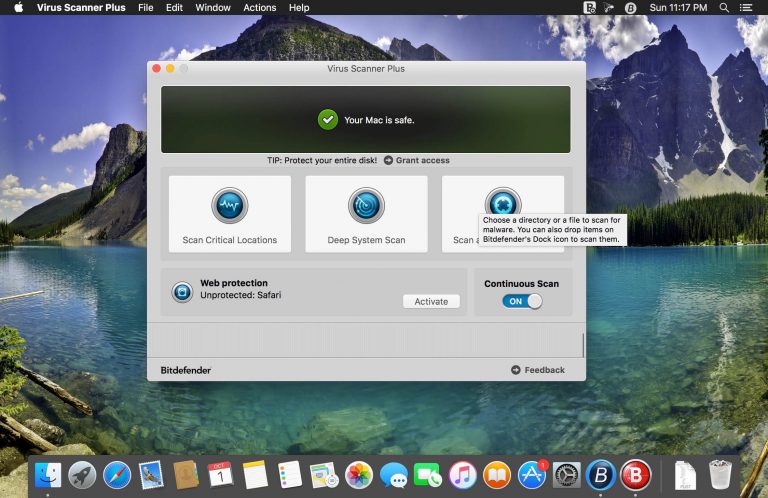 Virus Scanner Plus File Edit Window Actions Help Sun 11:17 PM
Virus Scanner Plus
Your Mac is safe.
TIP: Protect your entire disk! Grant access
Scan Critical Locations
Deep System Scan
Scan a
Choose a directory or a file to scan for
malware. You can also drop items on
Bitdefender's Dock icon to scan them.
Web protection
Unprotected: Safari
Activate
Continuous Scan
ON
Bitdefender
Feedback
OCT
1
1
B
B